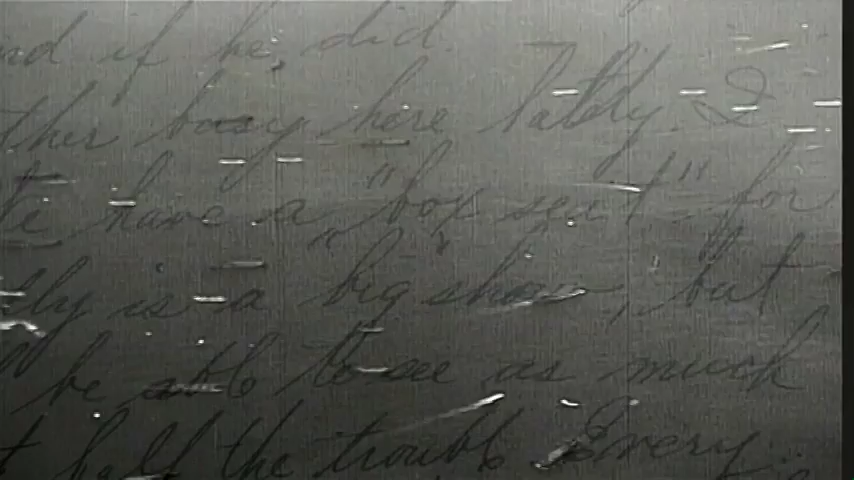 if he did.
busy here lately. I
have a "box seat" for
is a "big show", but
be able to see as much
half the trouble Every